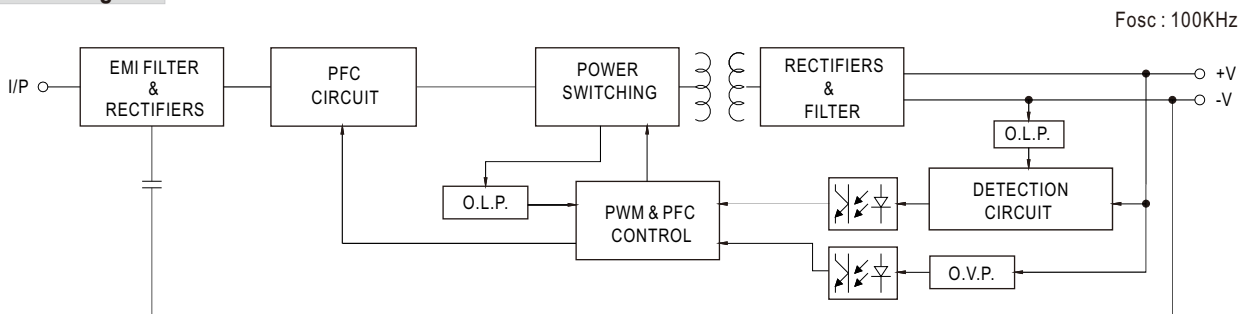 Fosc : 100KHz
I/P
EMI FILTER
&
RECTIFIERS
PFC
CIRCUIT
POWER
SWITCHING
RECTIFIERS
&
FILTER
+V
-V
O.L.P.
O.L.P.
PWM & PFC
CONTROL
DETECTION
CIRCUIT
O.V.P.